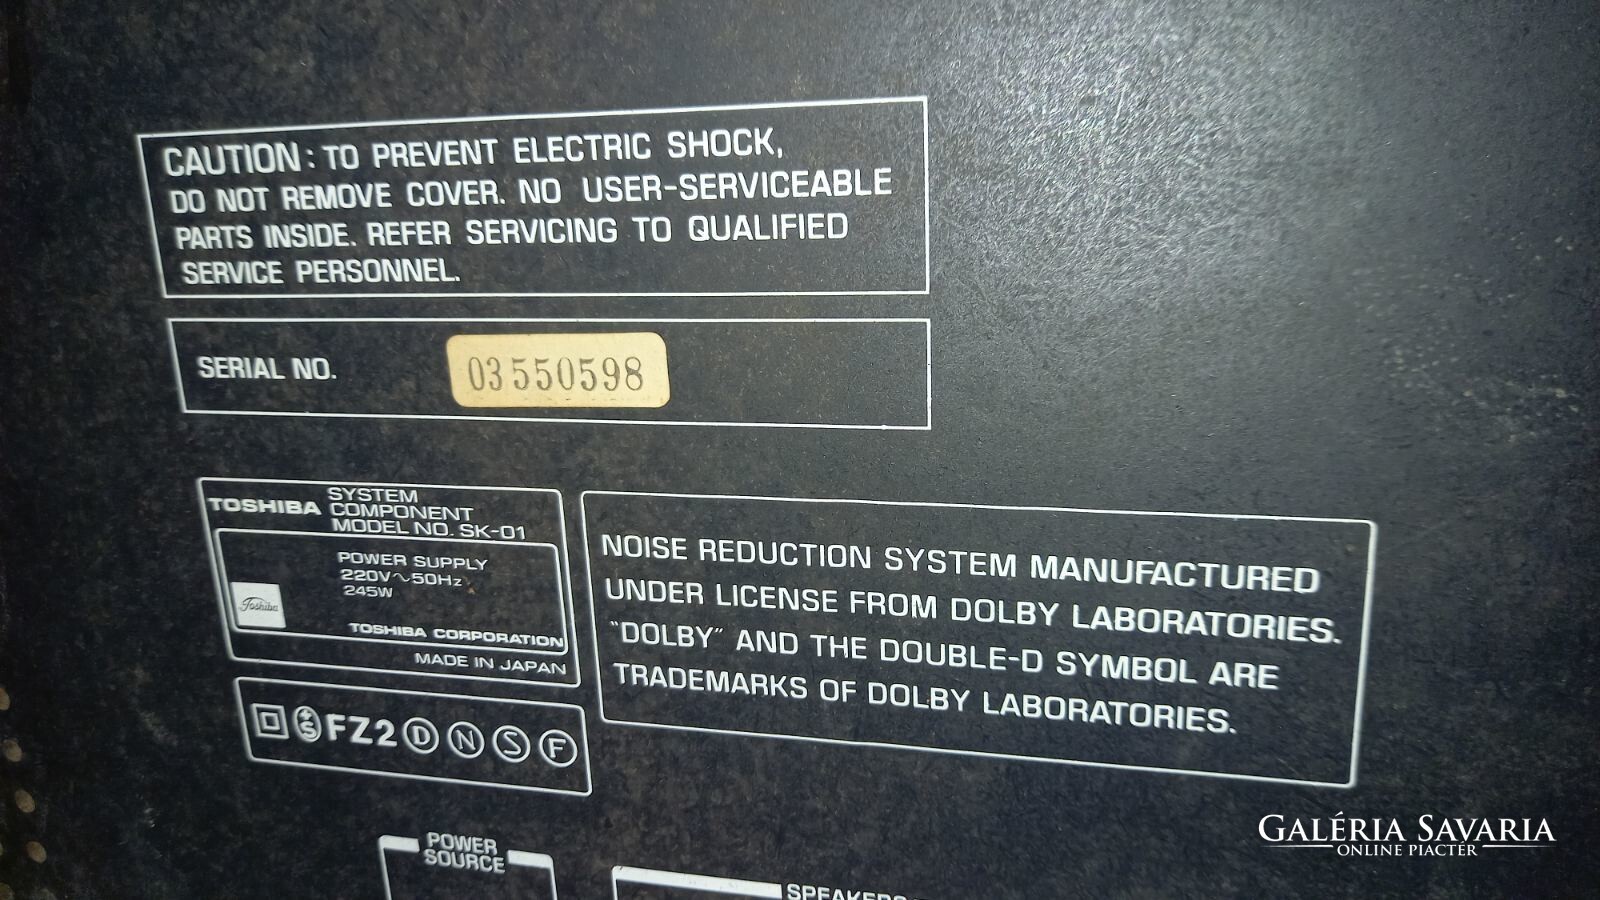 CAUTION: TO PREVENT ELECTRIC SHOCK,
DO NOT REMOVE COVER. NO USER-SERVICEABLE
PARTS INSIDE. REFER SERVICING TO QUALIFIED
SERVICE PERSONNEL.
SERIAL NO. 03550598
TOSHIBA SYSTEM
COMPONENT
MODEL NO. SK-01
POWER SUPPLY
220V~50Hz
245W
Toshiba
TOSHIBA CORPORATION
MADE IN JAPAN
S FZ2 D N S F
NOISE REDUCTION SYSTEM MANUFACTURED
UNDER LICENSE FROM DOLBY LABORATORIES.
"DOLBY" AND THE DOUBLE-D SYMBOL ARE
TRADEMARKS OF DOLBY LABORATORIES.
POWER
SOURCE
SPEAKERS
GALÉRIA SAVARIA
ONLINE PIACTÉR